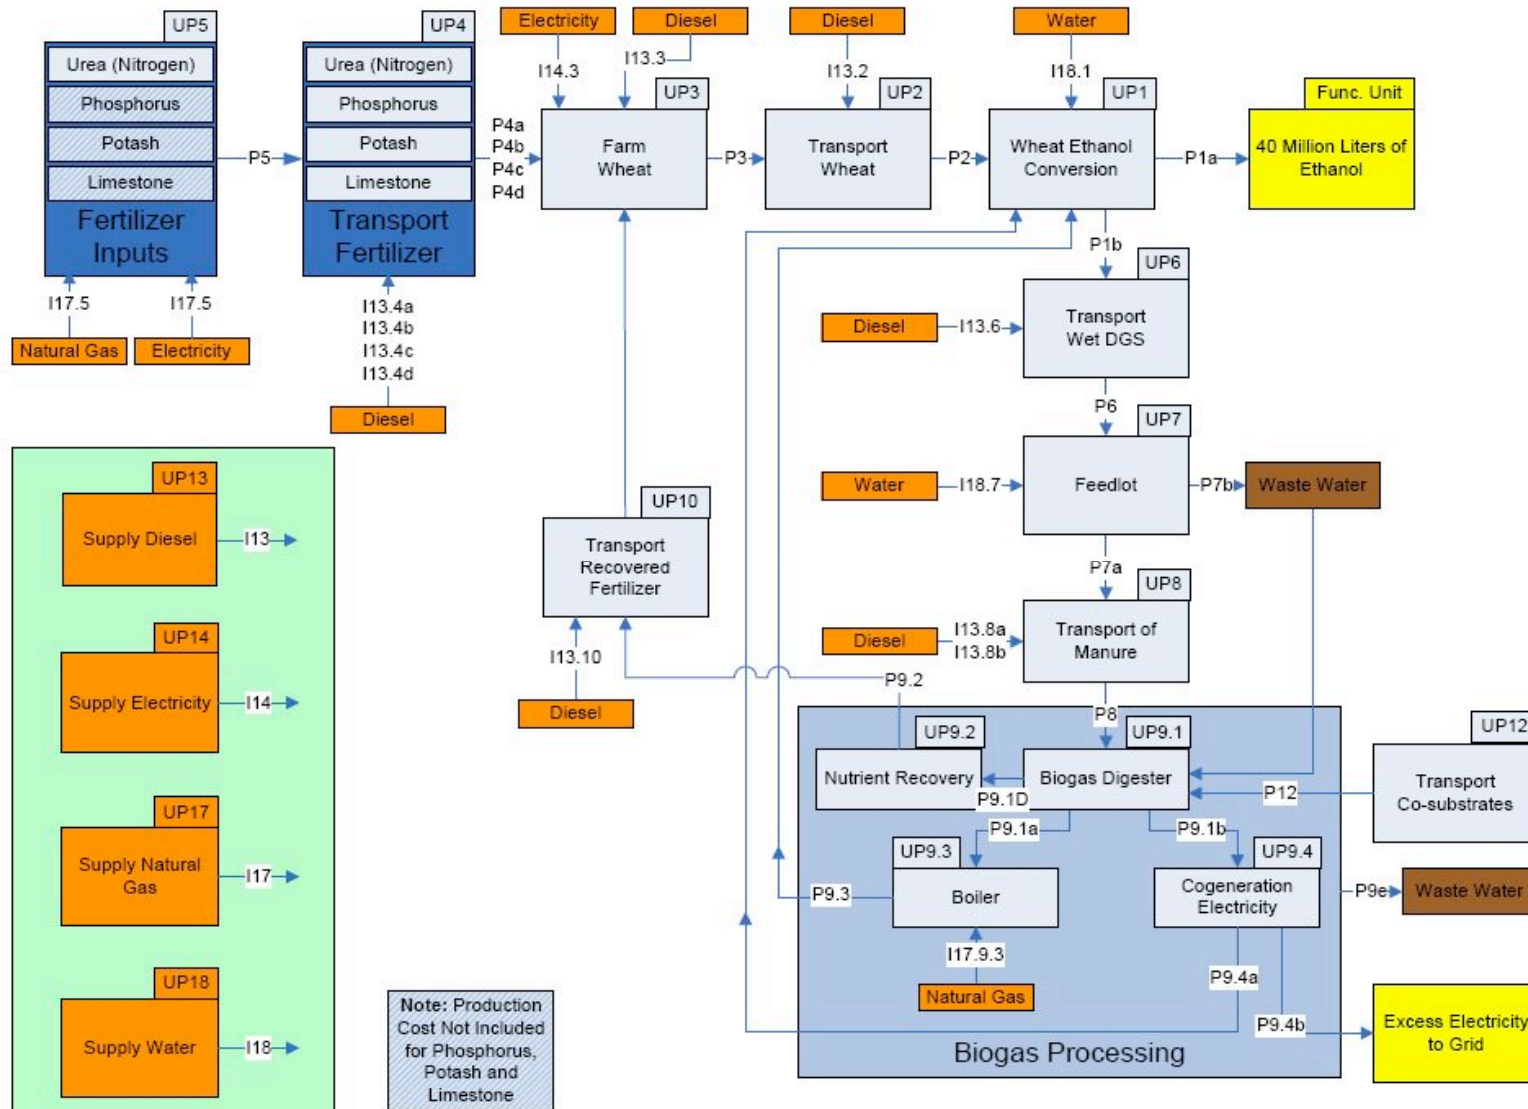 UP5
Urea (Nitrogen)
Phosphorus
Potash
Limestone
Fertilizer
Inputs
P5
UP4
Urea (Nitrogen)
Phosphorus
Potash
Limestone
Transport
Fertilizer
P4a
P4b
P4c
P4d
I17.5
I17.5
Natural Gas
Electricity
I13.4a
I13.4b
I13.4c
I13.4d
Diesel
Electricity
I14.3
Diesel
I13.3
UP3
Farm
Wheat
P3
Diesel
I13.2
UP2
Transport
Wheat
P2
Water
I18.1
UP1
Wheat Ethanol
Conversion
P1a
Func. Unit
40 Million Liters of
Ethanol
P1b
UP6
Transport
Wet DGS
Diesel
I13.6
P6
UP7
Feedlot
Water
I18.7
P7b
Waste Water
P7a
UP8
Transport of
Manure
Diesel
I13.8a
I13.8b
P8
UP10
Transport
Recovered
Fertilizer
I13.10
Diesel
P9.2
UP9.2
Nutrient Recovery
P9.1D
UP9.1
Biogas Digester
P12
UP12
Transport
Co-substrates
P9.1a
P9.1b
UP9.3
Boiler
P9.3
I17.9.3
Natural Gas
UP9.4
Cogeneration
Electricity
P9e
Waste Water
P9.4a
P9.4b
Excess Electricity
to Grid
Biogas Processing
UP13
Supply Diesel
I13
UP14
Supply Electricity
I14
UP17
Supply Natural
Gas
I17
UP18
Supply Water
I18
Note: Production
Cost Not Included
for Phosphorus,
Potash and
Limestone